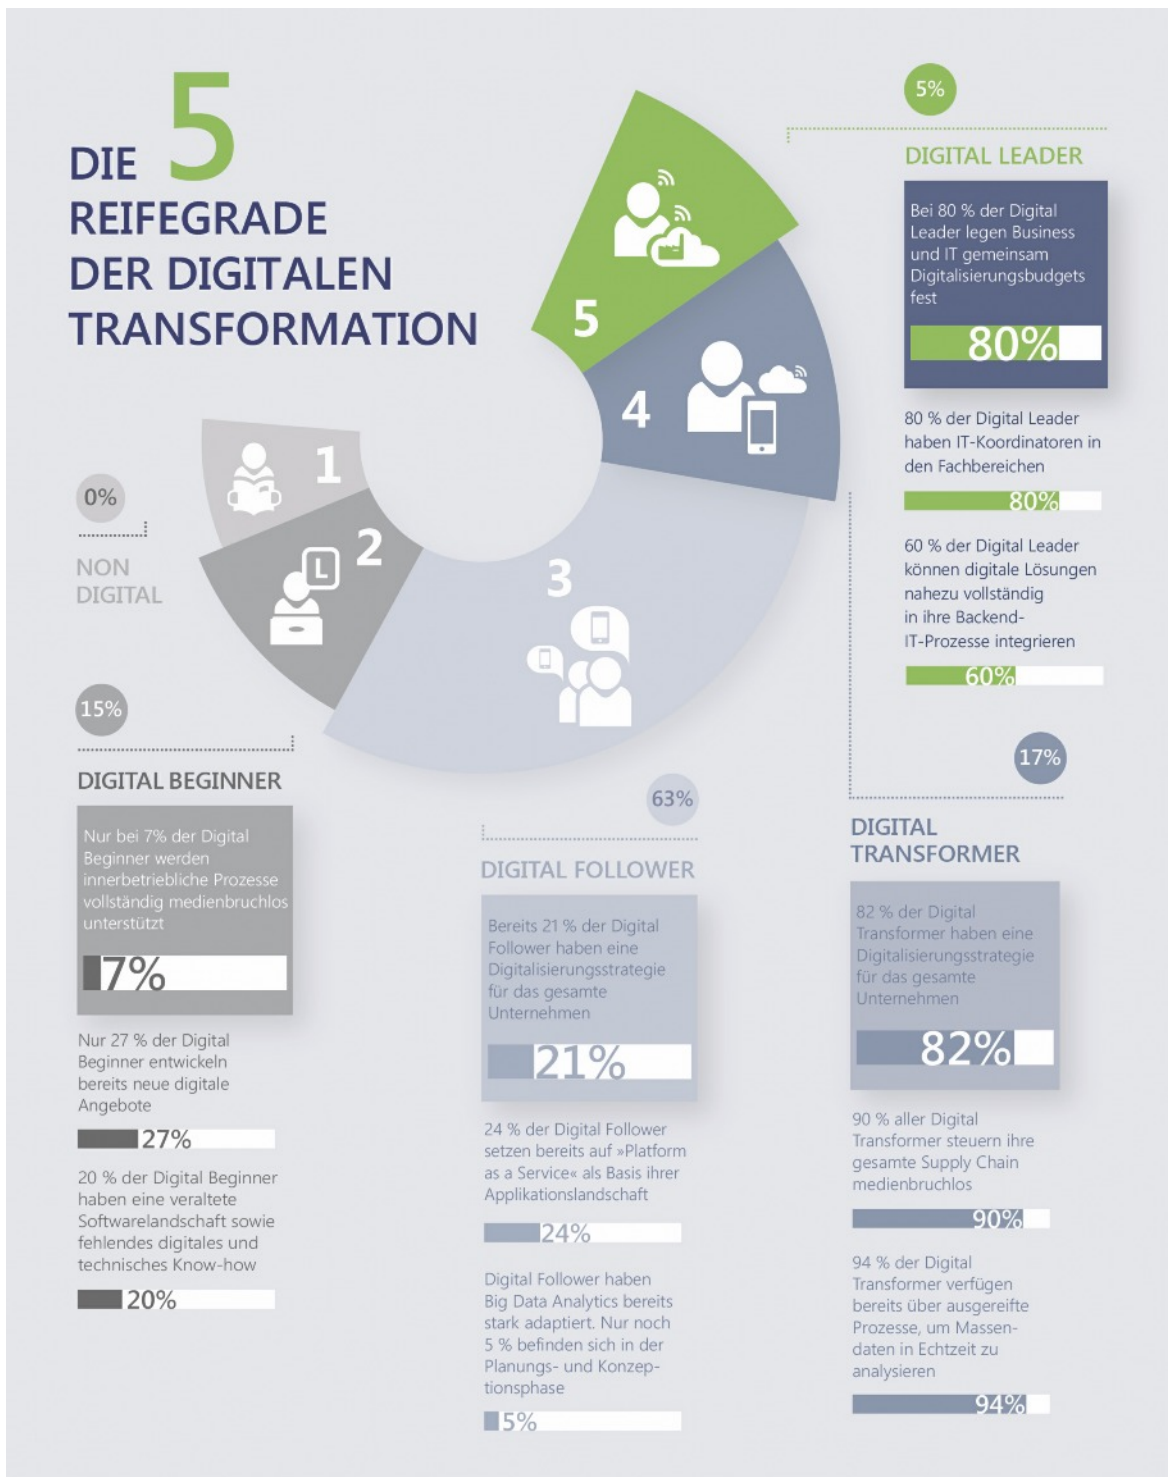 DIE 5
REIFEGRADE
DER DIGITALEN
TRANSFORMATION
1
2
3
4
5
L
0%
NON
DIGITAL
15%
DIGITAL BEGINNER
Nur bei 7% der Digital
Beginner werden
innerbetriebliche Prozesse
vollständig medienbruchlos
unterstützt
7%
Nur 27 % der Digital
Beginner entwickeln
bereits neue digitale
Angebote
27%
20 % der Digital Beginner
haben eine veraltete
Softwarelandschaft sowie
fehlendes digitales und
technisches Know-how
20%
63%
DIGITAL FOLLOWER
Bereits 21 % der Digital
Follower haben eine
Digitalisierungsstrategie
für das gesamte
Unternehmen
21%
24 % der Digital Follower
setzen bereits auf »Platform
as a Service« als Basis ihrer
Applikationslandschaft
24%
Digital Follower haben
Big Data Analytics bereits
stark adaptiert. Nur noch
5 % befinden sich in der
Planungs- und Konzep-
tionsphase
5%
17%
DIGITAL
TRANSFORMER
82 % der Digital
Transformer haben eine
Digitalisierungsstrategie
für das gesamte
Unternehmen
82%
90 % aller Digital
Transformer steuern ihre
gesamte Supply Chain
medienbruchlos
90%
94 % der Digital
Transformer verfügen
bereits über ausgereifte
Prozesse, um Massen-
daten in Echtzeit zu
analysieren
94%
5%
DIGITAL LEADER
Bei 80 % der Digital
Leader legen Business
und IT gemeinsam
Digitalisierungsbudgets
fest
80%
80 % der Digital Leader
haben IT-Koordinatoren in
den Fachbereichen
80%
60 % der Digital Leader
können digitale Lösungen
nahezu vollständig
in ihre Backend-
IT-Prozesse integrieren
60%